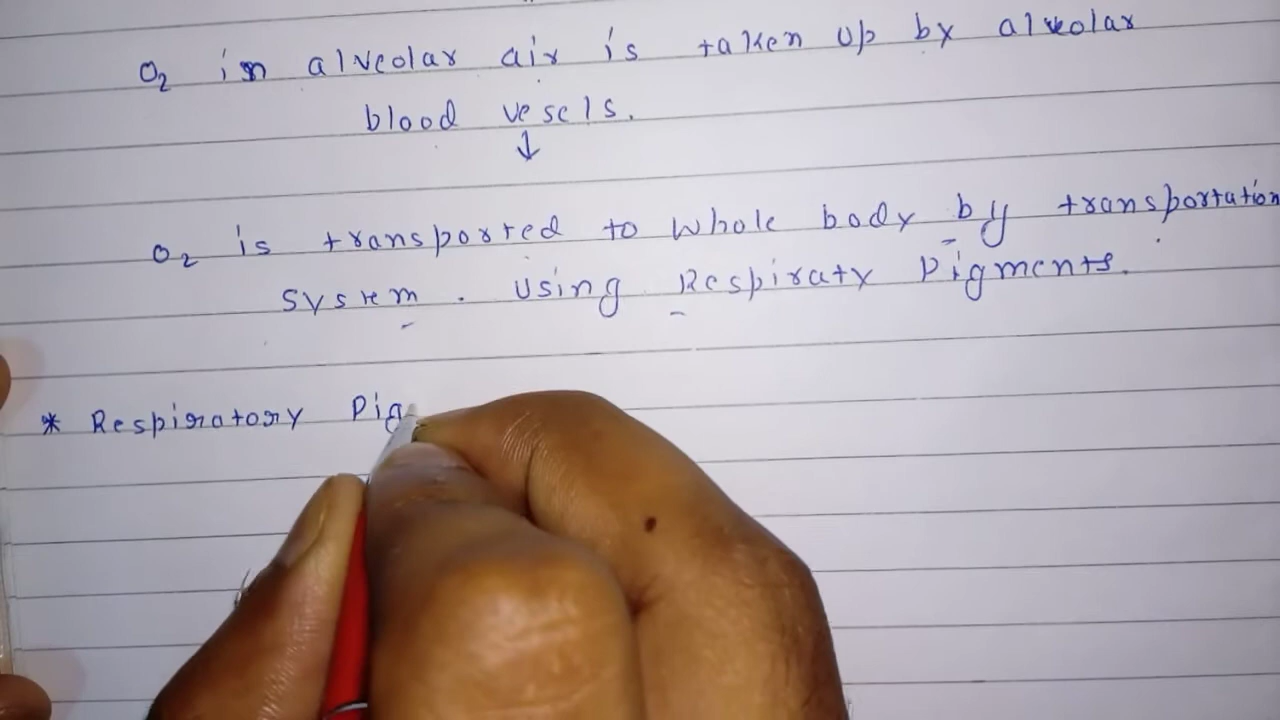 O2 in alveolar air is taken up by alveolar
blood vesels.
↓
O2 is transported to whole body by transportation
system. Using Respiraty Pigments.
* Respiratory Pig